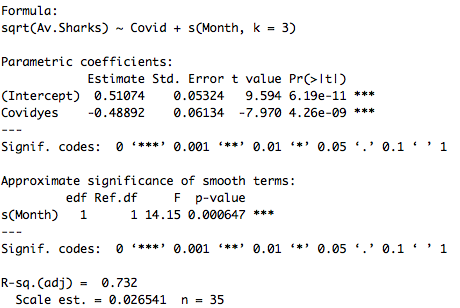 Formula:
sqrt(Av.Sharks) ~ Covid + s(Month, k = 3)
Parametric coefficients:
Estimate Std. Error t value Pr(>|t|)
(Intercept) 0.51074 0.05324 9.594 6.19e-11 ***
Covidyes -0.48892 0.06134 -7.970 4.26e-09 ***
---
Signif. codes: 0 ‘***’ 0.001 ‘**’ 0.01 ‘*’ 0.05 ‘.’ 0.1 ‘ ’ 1
Approximate significance of smooth terms:
edf Ref.df F p-value
s(Month) 1 1 14.15 0.000647 ***
---
Signif. codes: 0 ‘***’ 0.001 ‘**’ 0.01 ‘*’ 0.05 ‘.’ 0.1 ‘ ’ 1
R-sq.(adj) = 0.732
Scale est. = 0.026541 n = 35